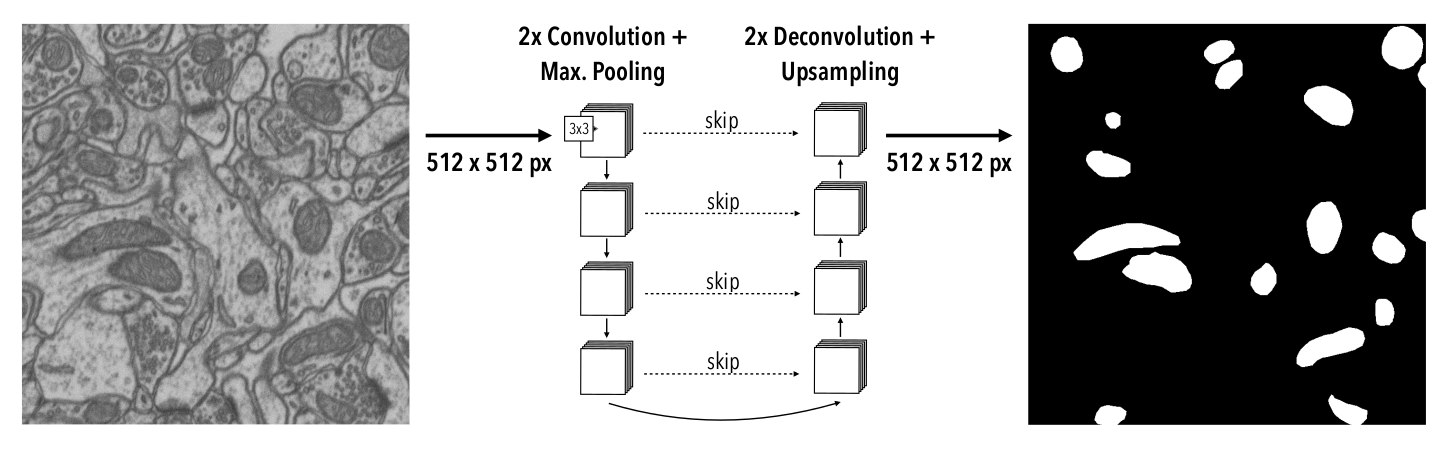 2x Convolution +
Max. Pooling
2x Deconvolution +
Upsampling
3x3
skip
512 x 512 px
512 x 512 px
skip
skip
skip